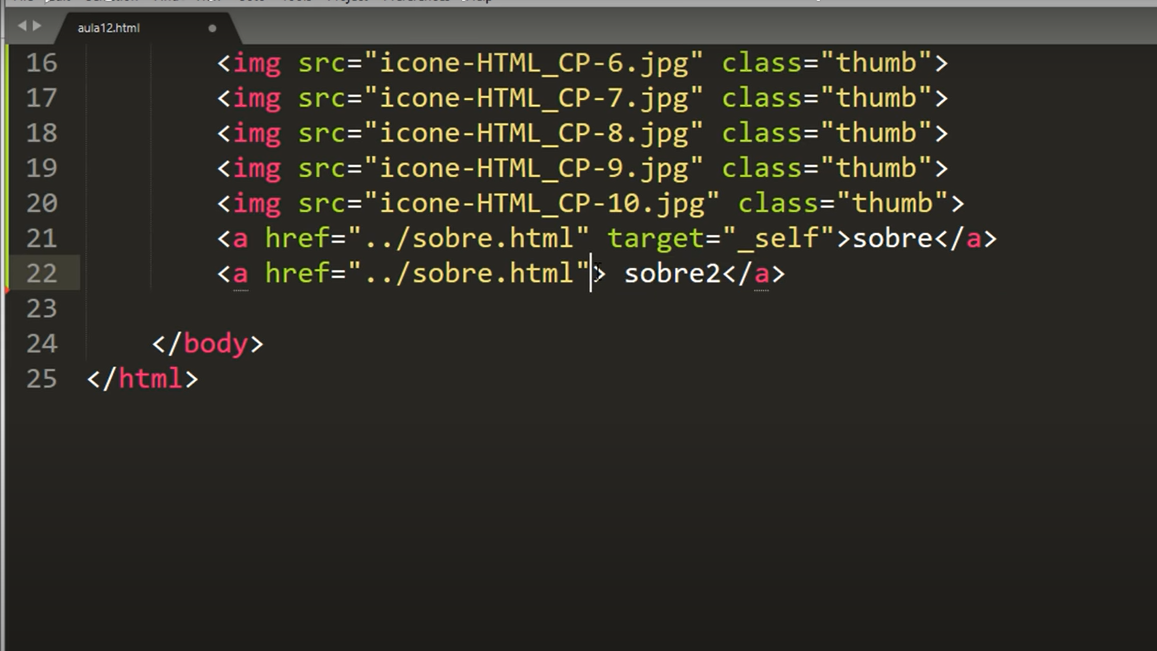 aula12.html
16 <img src="icone-HTML_CP-6.jpg" class="thumb">
17 <img src="icone-HTML_CP-7.jpg" class="thumb">
18 <img src="icone-HTML_CP-8.jpg" class="thumb">
19 <img src="icone-HTML_CP-9.jpg" class="thumb">
20 <img src="icone-HTML_CP-10.jpg" class="thumb">
21 <a href="../sobre.html" target="_self">sobre</a>
22 <a href="../sobre.html"> sobre2</a>
23
24 </body>
25 </html>